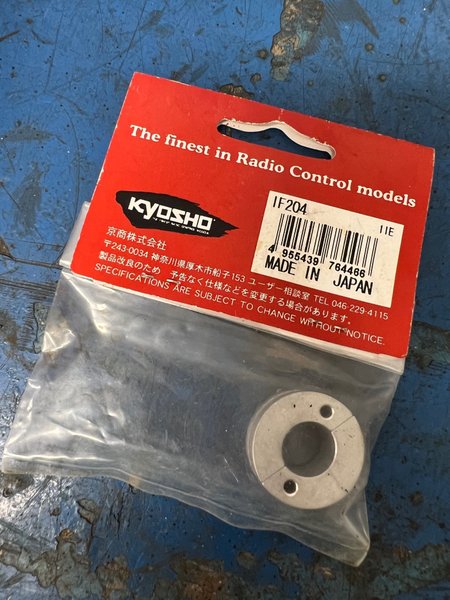 The finest in Radio Control models
KYOSHO
IF204
11E
4 955439 764466
MADE IN JAPAN
京商株式会社
〒243-0034 神奈川県厚木市船子153 ユーザー相談室 TEL 046-229-4115
製品改良のため 予告なく仕様などを変更する場合があります。
SPECIFICATIONS ARE SUBJECT TO CHANGE WITHOUT NOTICE.